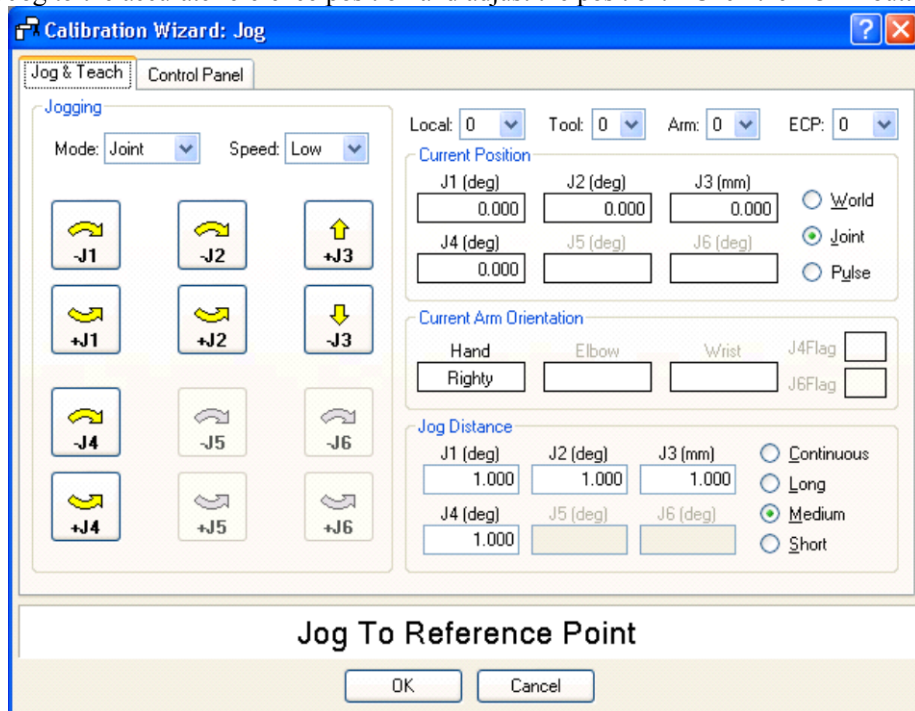 Calibration Wizard: Jog
Jog & Teach Control Panel
Jogging
Mode: Joint Speed: Low
-J1 -J2 +J3
+J1 +J2 -J3
-J4 -J5 -J6
+J4 +J5 +J6
Local: 0 Tool: 0 Arm: 0 ECP: 0
Current Position
J1 (deg) J2 (deg) J3 (mm)
0.000 0.000 0.000
J4 (deg) J5 (deg) J6 (deg)
0.000
World
Joint
Pulse
Current Arm Orientation
Hand Elbow Wrist J4Flag
Righty J6Flag
Jog Distance
J1 (deg) J2 (deg) J3 (mm)
1.000 1.000 1.000
J4 (deg) J5 (deg) J6 (deg)
1.000
Continuous
Long
Medium
Short
Jog To Reference Point
OK Cancel